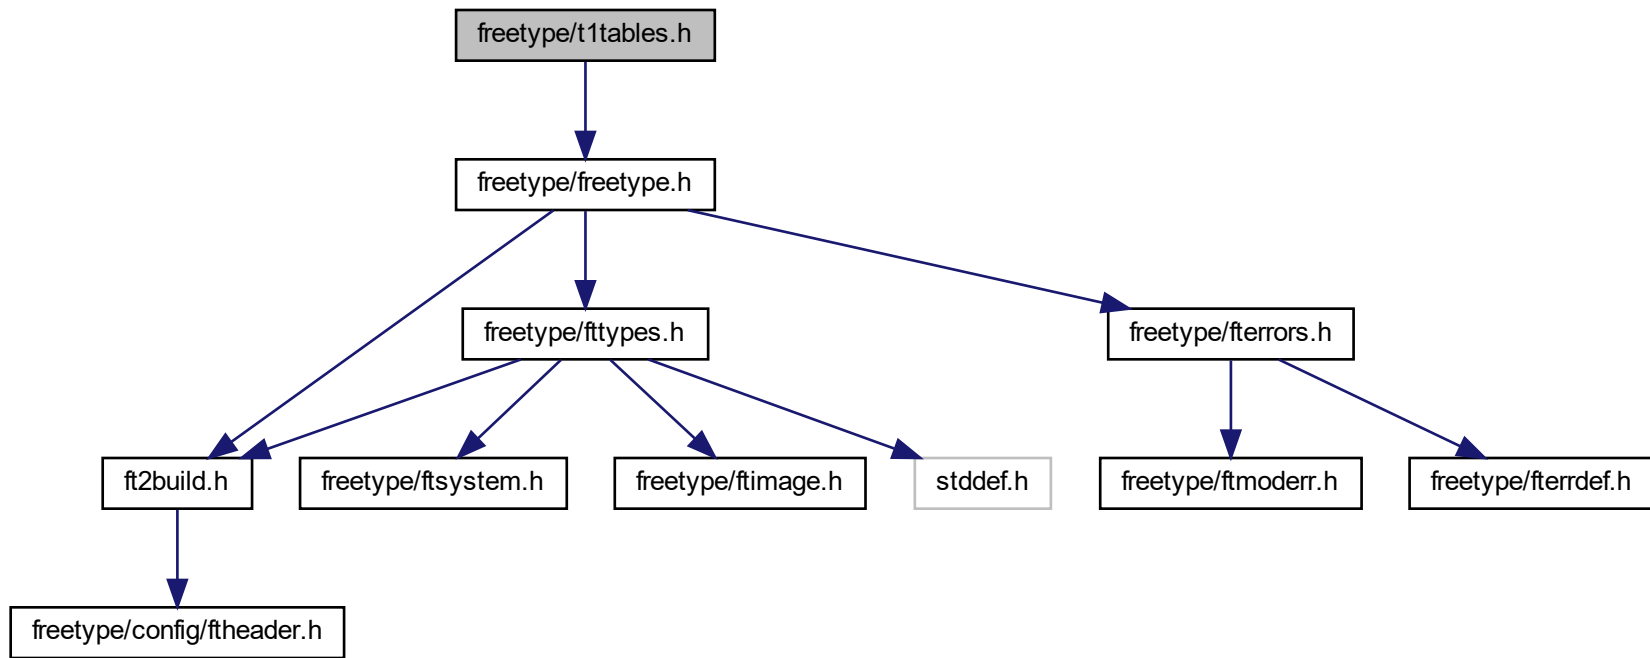 freetype/t1tables.h
freetype/freetype.h
freetype/fttypes.h
freetype/fterrors.h
ft2build.h
freetype/ftsystem.h
freetype/ftimage.h
stddef.h
freetype/ftmoderr.h
freetype/fterrdef.h
freetype/config/ftheader.h